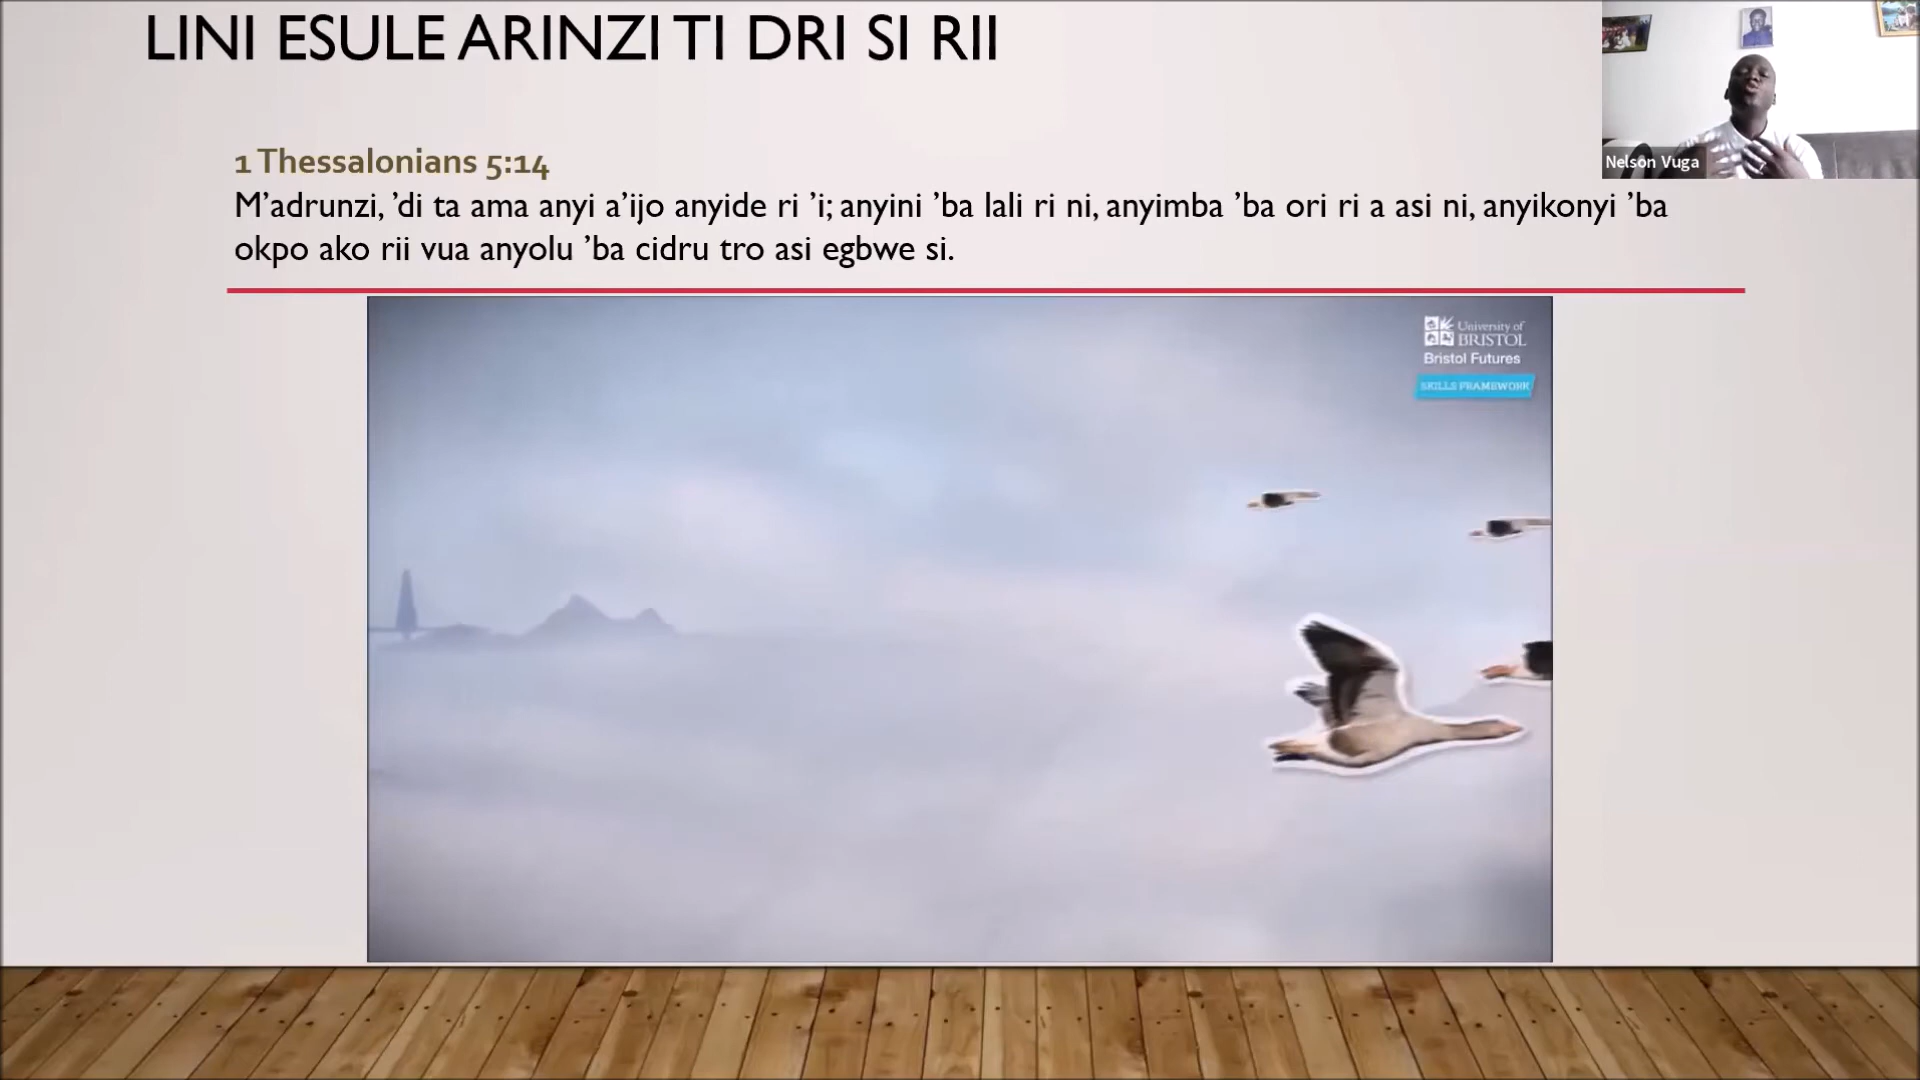 LINI ESULE ARINZI TI DRI SI RII
Nelson Vuga
1 Thessalonians 5:14
M’adrunzi, ’di ta ama anyi a’ijo anyide ri ’i; anyini ’ba lali ri ni, anyimba ’ba ori ri a asi ni, anyikonyi ’ba
okpo ako rii vua anyolu ’ba cidru tro asi egbwe si.
University of
BRISTOL
Bristol Futures
SKILLS FRAMEWORK